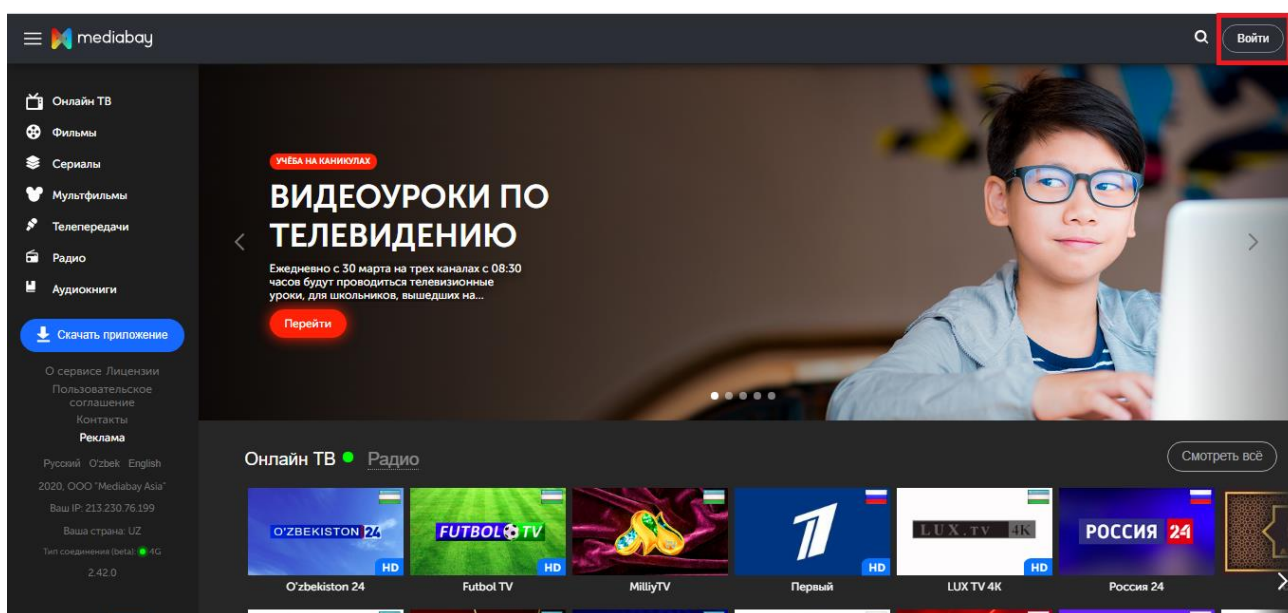 mediabay
Войти
Онлайн ТВ
Фильмы
Сериалы
Мультфильмы
Телепередачи
Радио
Аудиокниги
Скачать приложение
О сервисе Лицензии
Пользовательское
соглашение
Контакты
Реклама
Русский O'zbek English
2020, ООО "Mediabay Asia"
Ваш IP: 213.230.76.199
Ваша страна: UZ
Тип соединения (beta): 4G
2.42.0
УЧЁБА НА КАНИКУЛАХ
ВИДЕОУРОКИ ПО
ТЕЛЕВИДЕНИЮ
Ежедневно с 30 марта на трех каналах с 08:30
часов будут проводиться телевизионные
уроки, для школьников, вышедших на...
Перейти
Онлайн ТВ Радио
Смотреть всё
O'ZBEKISTON 24
HD
O'zbekiston 24
FUTBOL TV
HD
Futbol TV
MilliyTV
1
HD
Первый
LUX.TV 4K
HD
LUX TV 4K
РОССИЯ 24
Россия 24